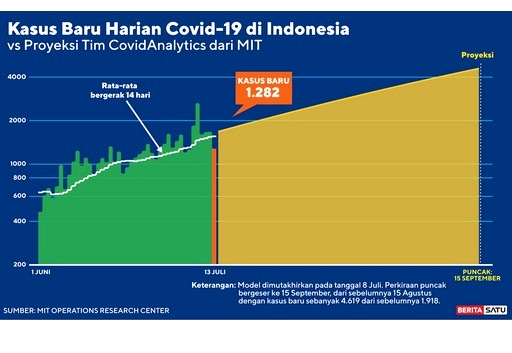 Kasus Baru Harian Covid-19 di Indonesia
vs Proyeksi Tim CovidAnalytics dari MIT
Proyeksi
4000
Rata-rata
bergerak 14 hari
KASUS BARU
1.282
2000
1000
800
600
400
200
1 JUNI
13 JULI
PUNCAK:
15 SEPTEMBER
Keterangan: Model dimutakhirkan pada tanggal 8 Juli. Perkiraan puncak
bergeser ke 15 September, dari sebelumnya 15 Agustus
dengan kasus baru sebanyak 4.619 dari sebelumnya 1.918.
SUMBER: MIT OPERATIONS RESEARCH CENTER
BERITA SATU